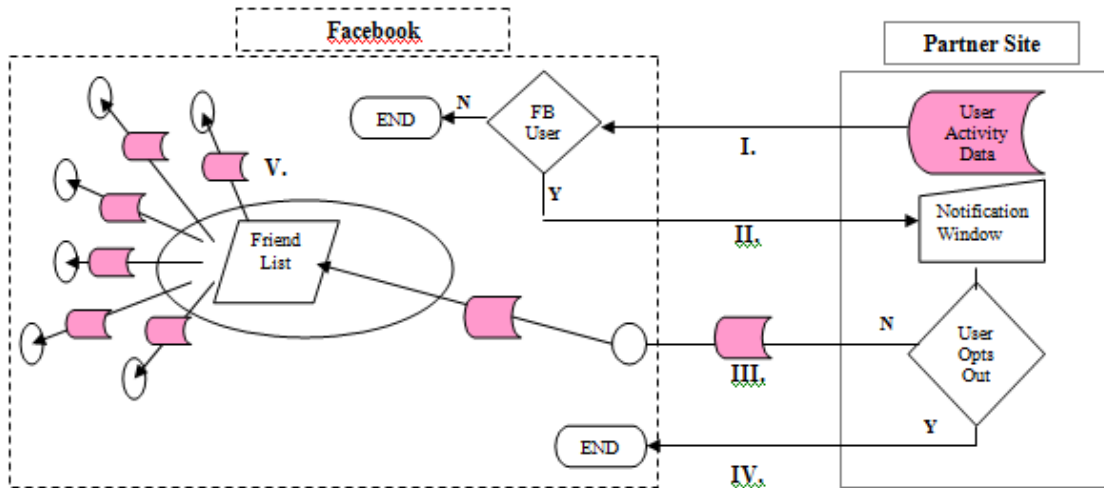 Facebook
Partner Site
END
N
FB
User
Y
I.
User
Activity
Data
II.
Notification
Window
V.
Friend
List
III.
N
User
Opts
Out
Y
END
IV.